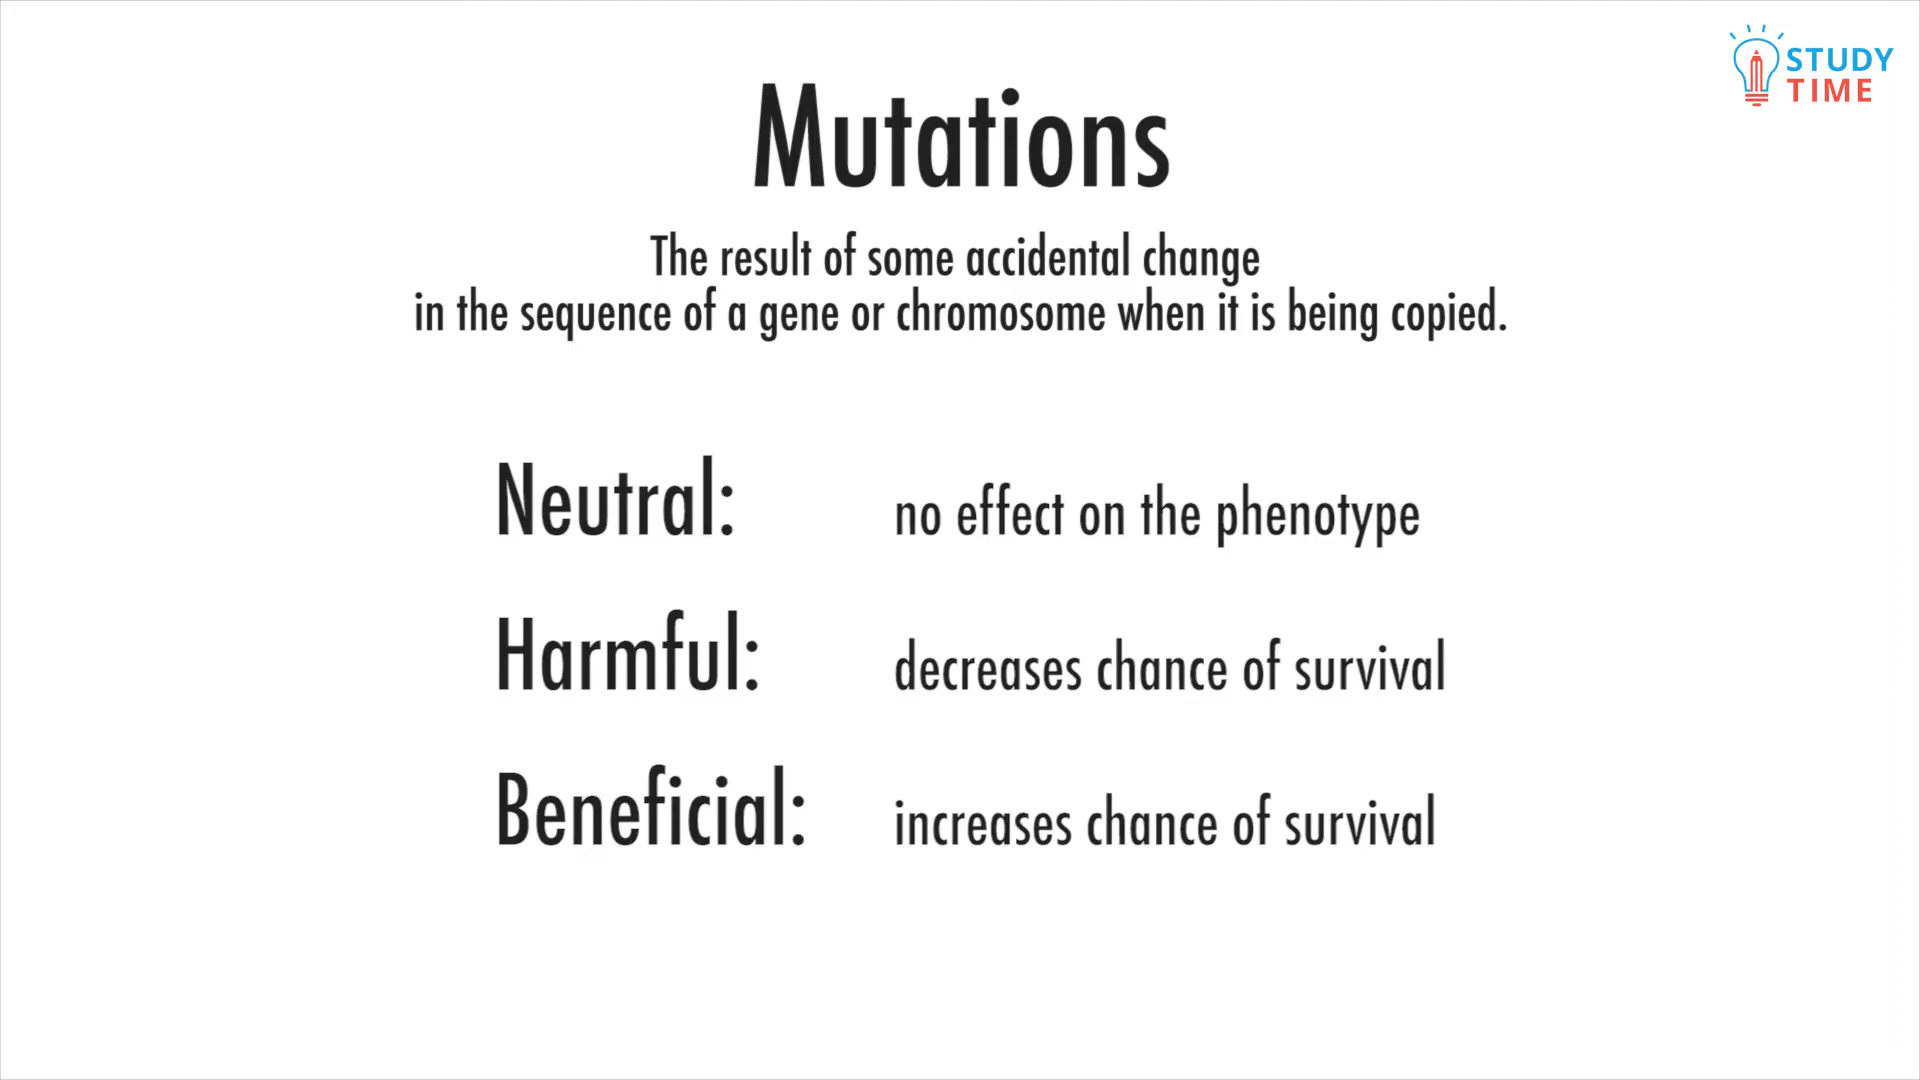 STUDY
TIME
Mutations
The result of some accidental change
in the sequence of a gene or chromosome when it is being copied.
Neutral: no effect on the phenotype
Harmful: decreases chance of survival
Beneficial: increases chance of survival